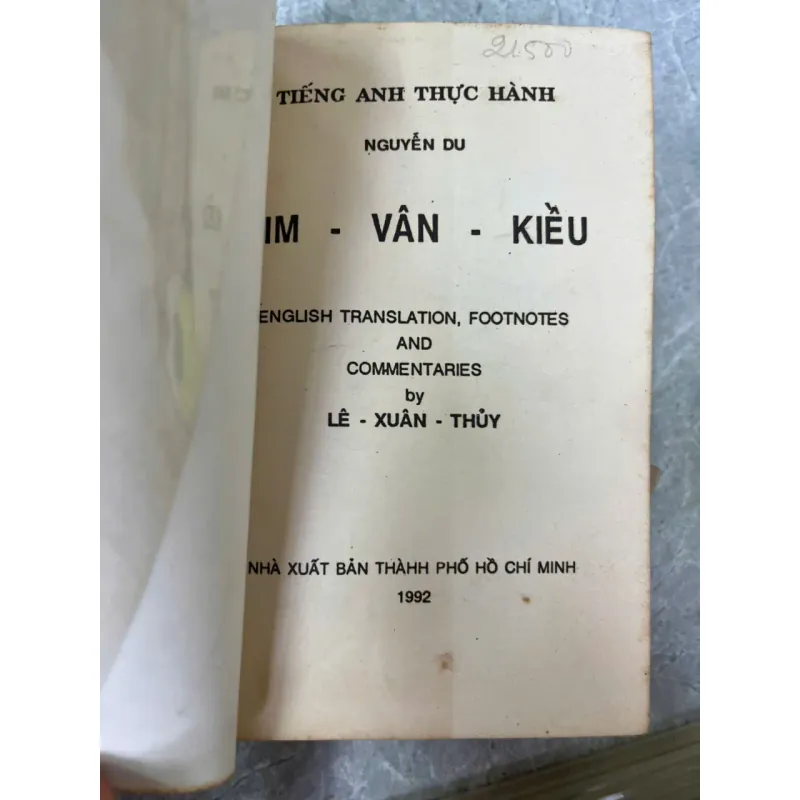 21.500
TIẾNG ANH THỰC HÀNH
NGUYỄN DU
IM - VÂN - KIỀU
ENGLISH TRANSLATION, FOOTNOTES
AND
COMMENTARIES
by
LÊ - XUÂN - THỦY
NHÀ XUẤT BẢN THÀNH PHỐ HỒ CHÍ MINH
1992